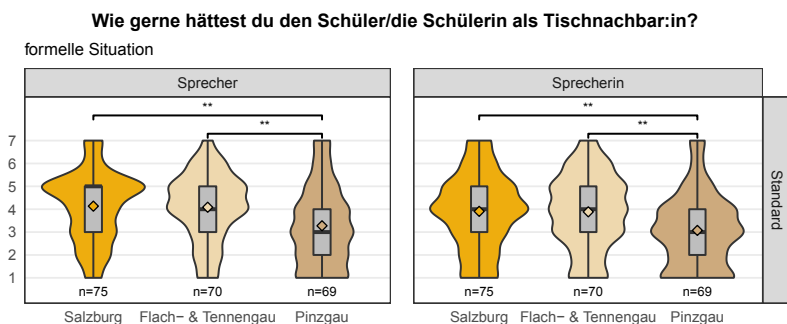 Wie gerne hättest du den Schüler/die Schülerin als Tischnachbar:in?
formelle Situation
Sprecher
Sprecherin
**
**
**
**
7
6
5
4
3
2
1
Standard
n=75 n=70 n=69
n=75 n=70 n=69
Salzburg Flach− & Tennengau Pinzgau
Salzburg Flach− & Tennengau Pinzgau